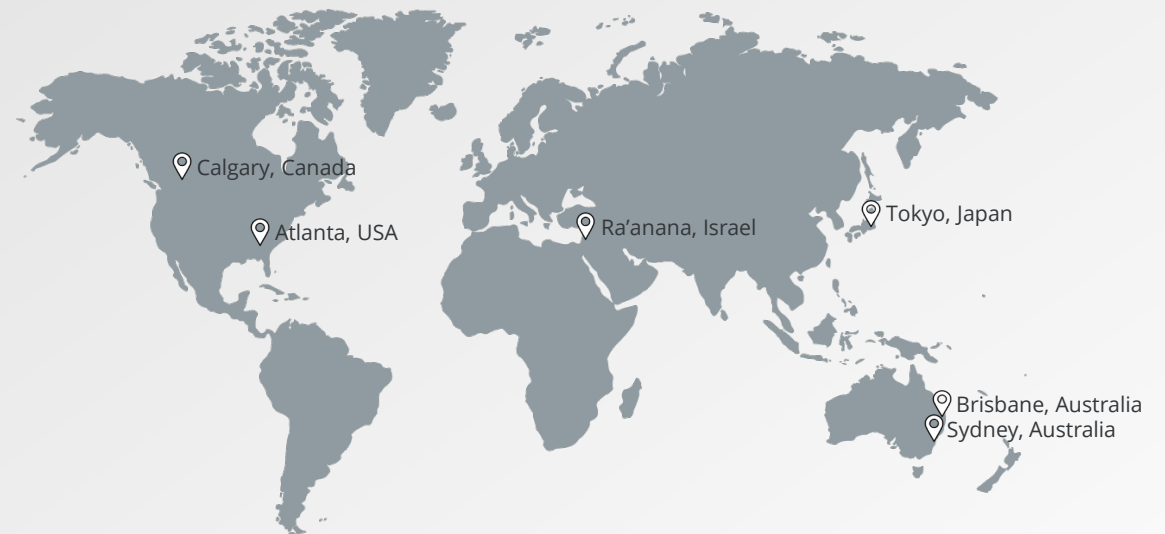 Calgary, Canada
Atlanta, USA
Ra’anana, Israel
Tokyo, Japan
Brisbane, Australia
Sydney, Australia